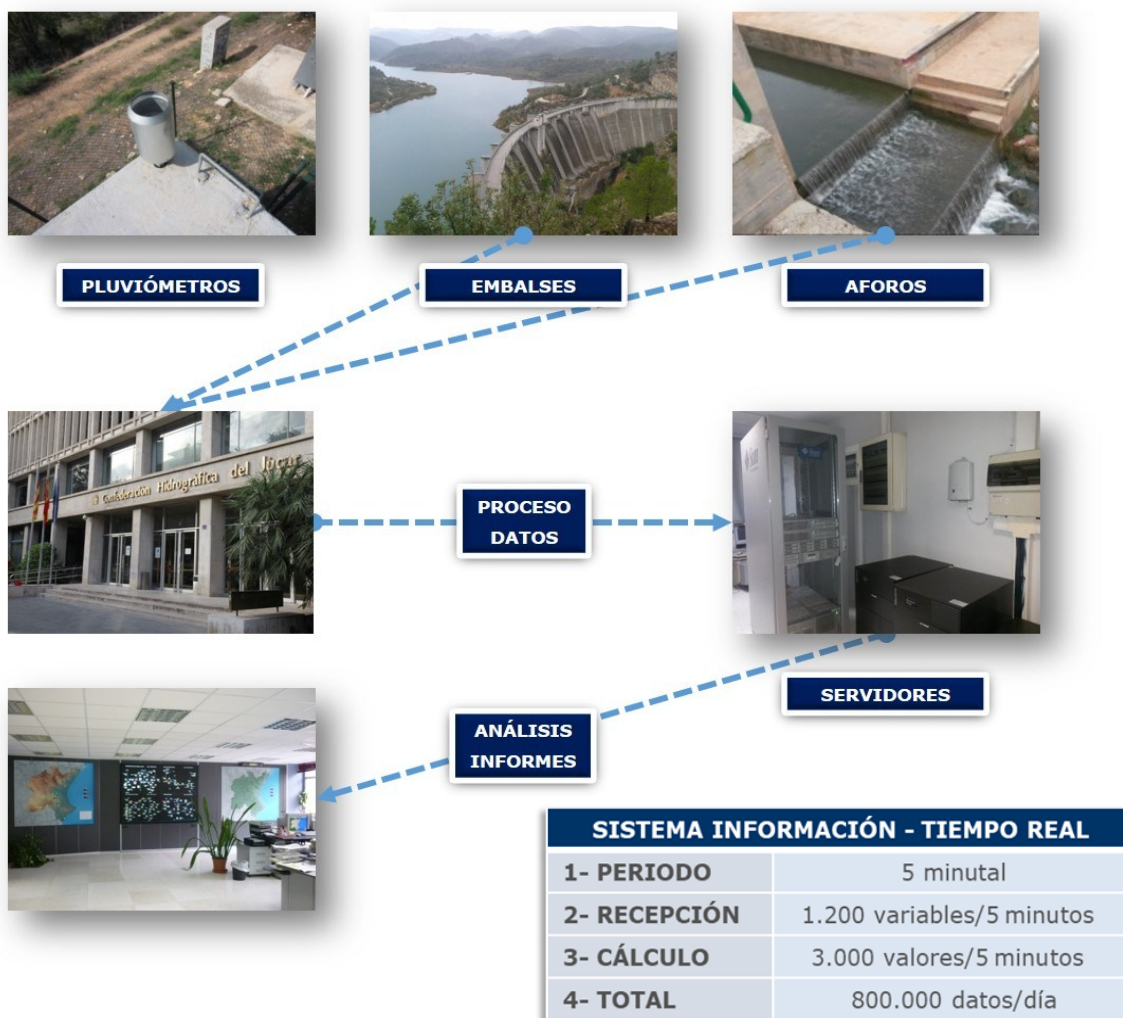 PLUVIÓMETROS
EMBALSES
AFOROS
Confederación Hidrográfica del Júcar
PROCESO
DATOS
SERVIDORES
ANÁLISIS
INFORMES
SISTEMA INFORMACIÓN - TIEMPO REAL
1- PERIODO 5 minutal
2- RECEPCIÓN 1.200 variables/5 minutos
3- CÁLCULO 3.000 valores/5 minutos
4- TOTAL 800.000 datos/día